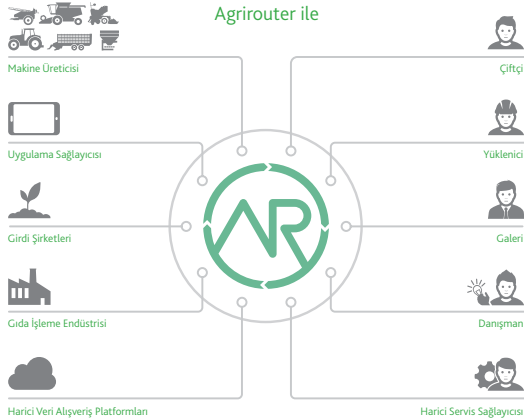 Agrirouter ile
Makine Üreticisi
Çiftçi
Uygulama Sağlayıcısı
Yüklenici
Girdi Şirketleri
Galeri
Gıda İşleme Endüstrisi
Danışman
Harici Veri Alışveriş Platformları
Harici Servis Sağlayıcısı
AR